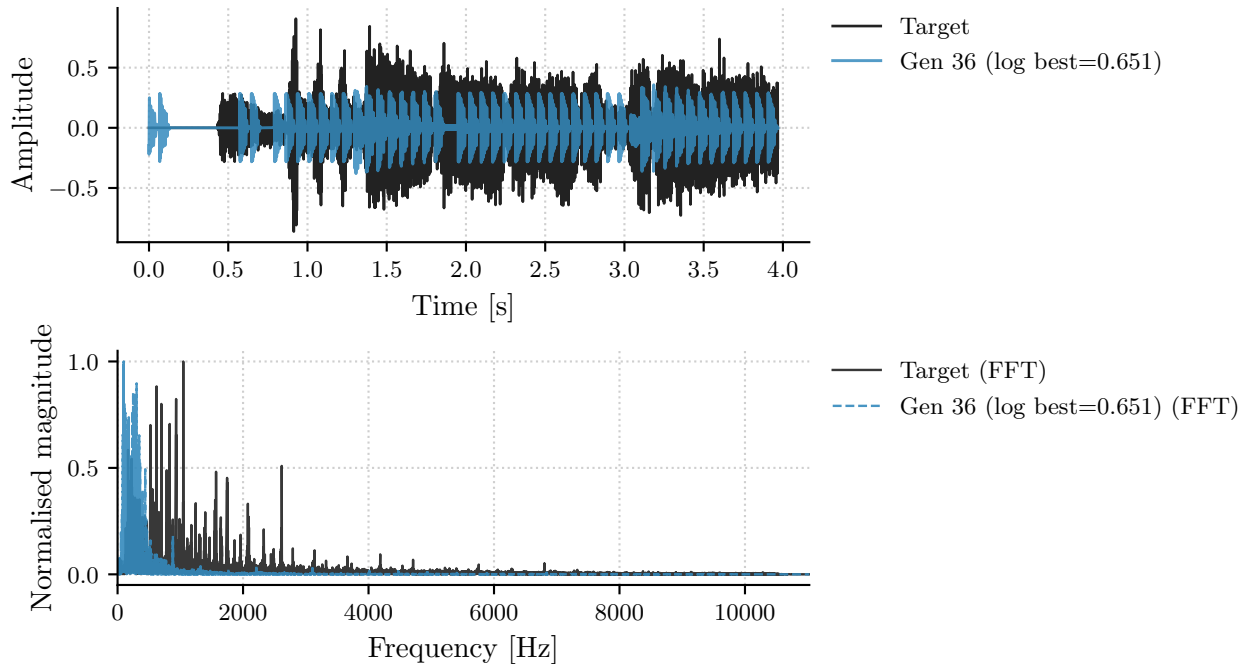 Amplitude
0.5
0.0
−0.5
0.0 0.5 1.0 1.5 2.0 2.5 3.0 3.5 4.0
Time [s]
Target
Gen 36 (log best=0.651)
Normalised magnitude
1.0
0.5
0.0
0 2000 4000 6000 8000 10000
Frequency [Hz]
Target (FFT)
Gen 36 (log best=0.651) (FFT)